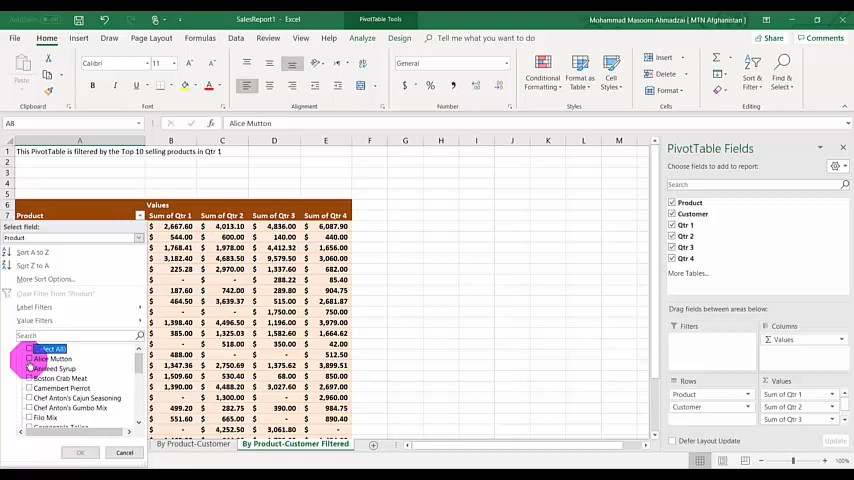 AutoSave Off
SalesReport1 - Excel
PivotTable Tools
Mohammad Masoom Ahmadzai [ MTN Afghanistan ]
File Home Insert Draw Page Layout Formulas Data Review View Help Inquire Power Pivot Analyze Design Tell me what you want to do Share Comments
Calibri 11 General
Paste
Conditional Formatting Format as Table Cell Styles
Insert
Delete
Format
Sort & Filter Find & Select
Clipboard Font Alignment Number Styles Cells Editing
A8 Alice Mutton
A B C D E F G H I J K L M
1 This PivotTable is filtered by the Top 10 selling products in Qtr 1
2
3
4
5
6 Values
7 Product Sum of Qtr 1 Sum of Qtr 2 Sum of Qtr 3 Sum of Qtr 4
$ 2,667.60 $ 4,013.10 $ 4,836.00 $ 6,087.90
$ 544.00 $ 600.00 $ 140.00 $ 440.00
$ 1,768.41 $ 1,978.00 $ 4,412.32 $ 1,656.00
$ 3,182.40 $ 4,683.50 $ 9,579.50 $ 3,060.00
$ 225.28 $ 2,970.00 $ 1,337.60 $ 682.00
$ - $ - $ 288.22 $ 85.40
$ 187.60 $ 742.00 $ 289.80 $ 904.75
$ 464.50 $ 3,639.37 $ 515.00 $ 2,681.87
$ - $ - $ 1,750.00 $ 750.00
$ 1,398.40 $ 4,496.50 $ 1,196.00 $ 3,979.00
$ 385.00 $ 1,325.03 $ 1,582.60 $ 1,664.62
$ - $ 518.00 $ 350.00 $ 42.00
$ 488.00 $ - $ - $ 512.50
$ 1,347.36 $ 2,750.69 $ 1,375.62 $ 3,899.51
$ 1,509.60 $ 530.40 $ 68.00 $ 850.00
$ 1,390.00 $ 4,488.20 $ 3,027.60 $ 2,697.00
$ - $ 1,300.00 $ - $ 2,960.00
$ 499.20 $ 282.75 $ 390.00 $ 984.75
$ 551.60 $ 665.00 $ - $ 890.40
$ - $ 4,252.50 $ 3,061.80 $ -
Select field:
Product
Sort A to Z
Sort Z to A
More Sort Options...
Clear Filter From "Product"
Label Filters
Value Filters
Search
Alice Mutton
Boston Crab Meat
Camembert Pierrot
Chef Anton's Cajun Seasoning
Chef Anton's Gumbo Mix
Filo Mix
OK Cancel
By Product-Customer By Product-Customer Filtered
PivotTable Fields
Choose fields to add to report:
Search
Product
Customer
Qtr 1
Qtr 2
Qtr 3
Qtr 4
More Tables...
Drag fields between areas below:
Filters Columns
Values
Rows Values
Product Sum of Qtr 1
Customer Sum of Qtr 2
Sum of Qtr 3
Defer Layout Update Update
100%